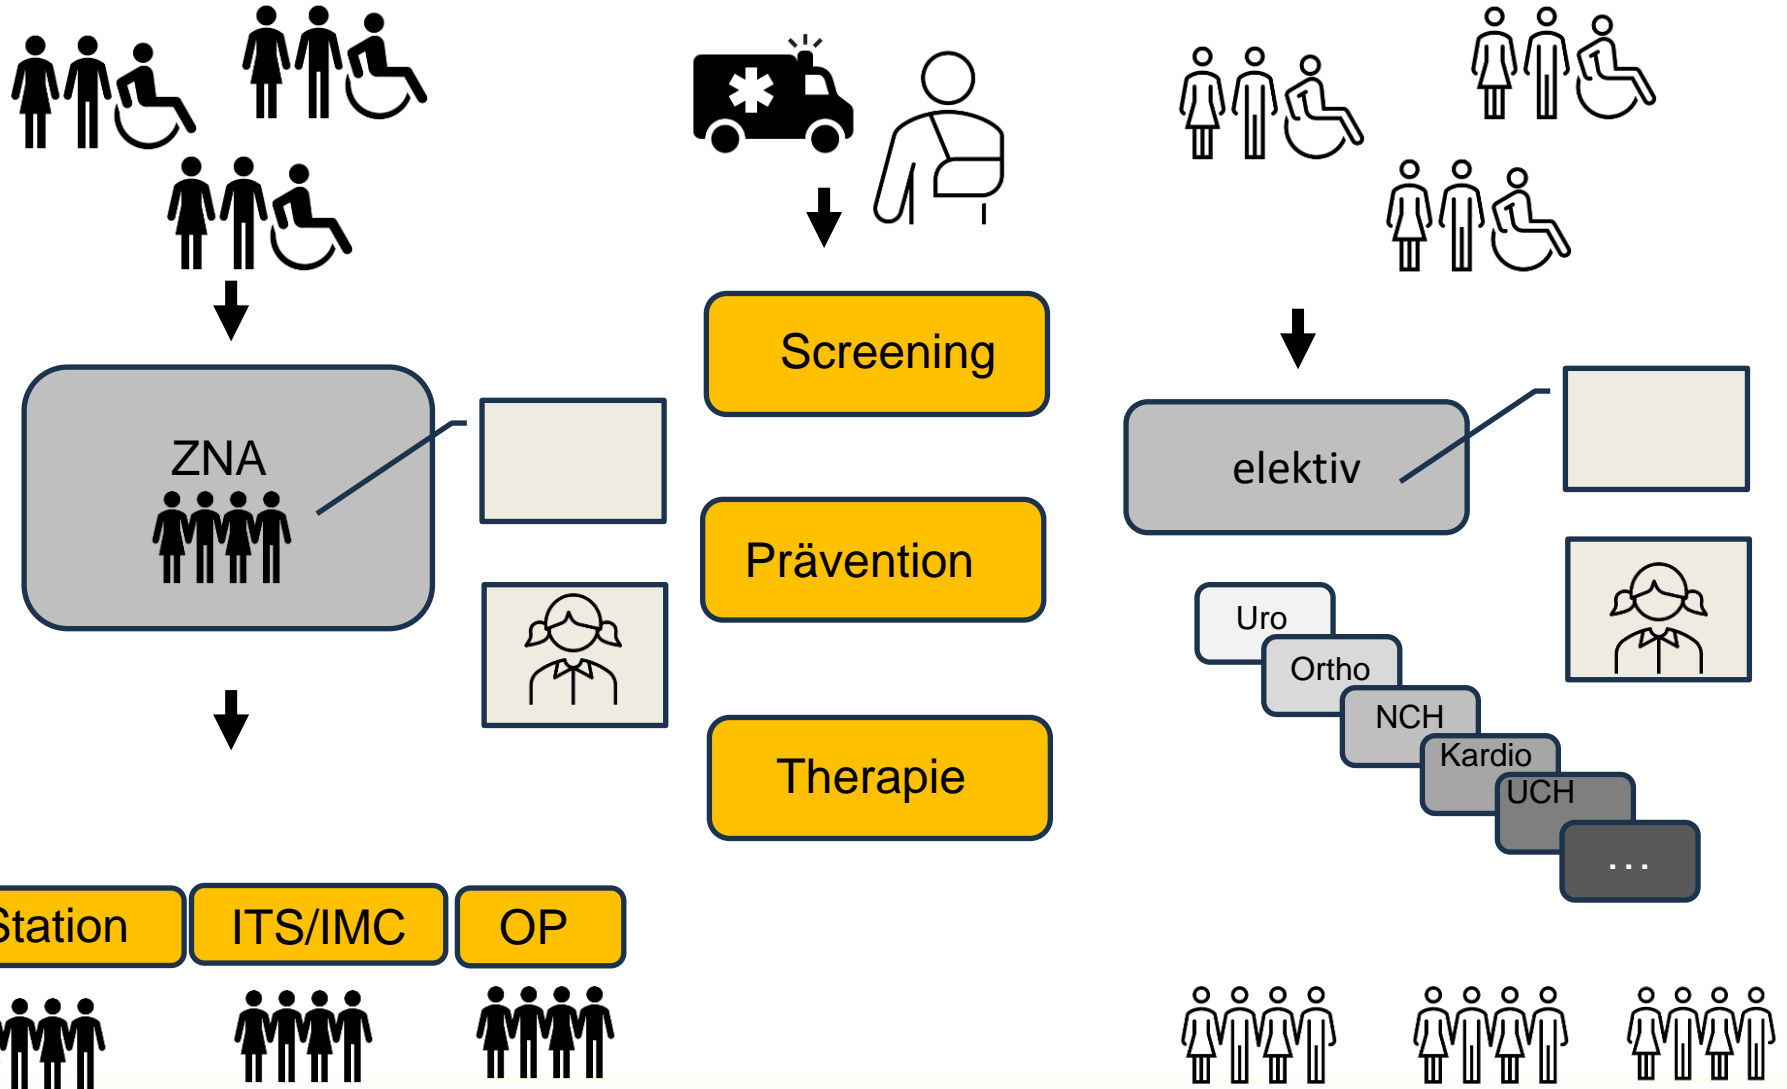 ZNA
Station
ITS/IMC
OP
Screening
Prävention
Therapie
elektiv
Uro
Ortho
NCH
Kardio
UCH
...